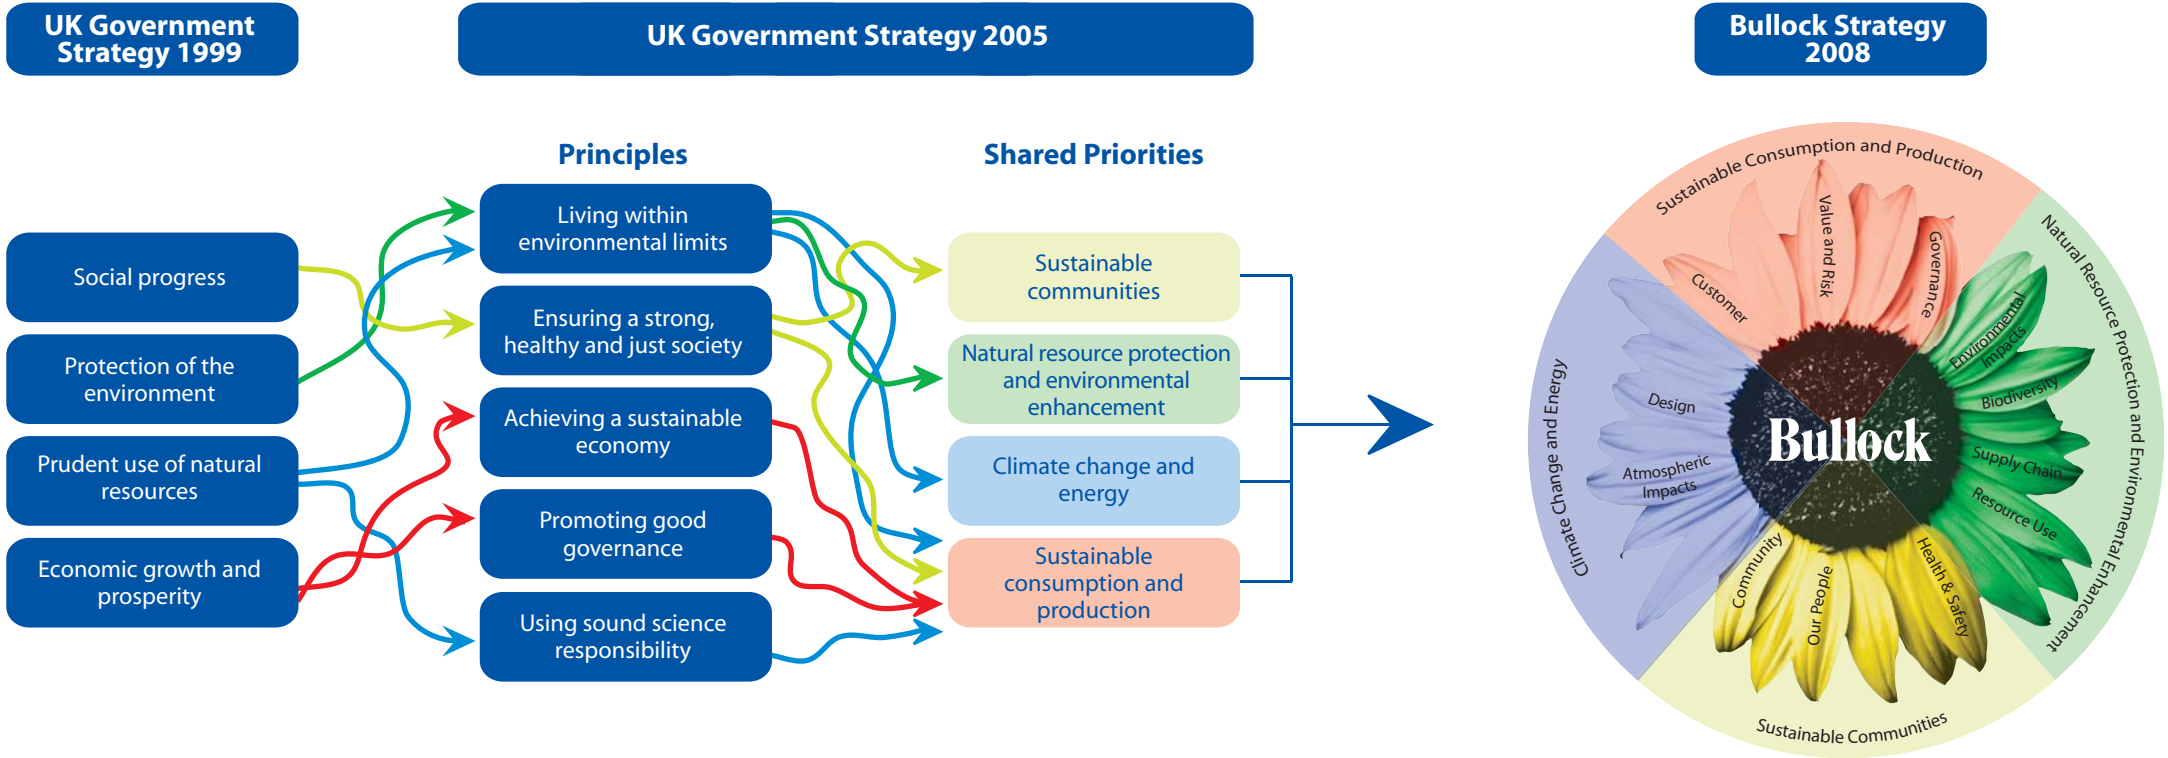 UK Government
Strategy 1999
UK Government Strategy 2005
Bullock Strategy
2008
Principles
Shared Priorities
Social progress
Protection of the
environment
Prudent use of natural
resources
Economic growth and
prosperity
Living within
environmental limits
Ensuring a strong,
healthy and just society
Achieving a sustainable
economy
Promoting good
governance
Using sound science
responsibility
Sustainable
communities
Natural resource protection
and environmental
enhancement
Climate change and
energy
Sustainable
consumption and
production
Sustainable Consumption and Production
Customer
Value and Risk
Governance
Natural Resource Protection and Environmental Enhancement
Environmental
Impacts
Biodiversity
Supply Chain
Resource Use
Sustainable Communities
Health & Safety
Our People
Community
Climate Change and Energy
Atmospheric
Impacts
Design
Bullock